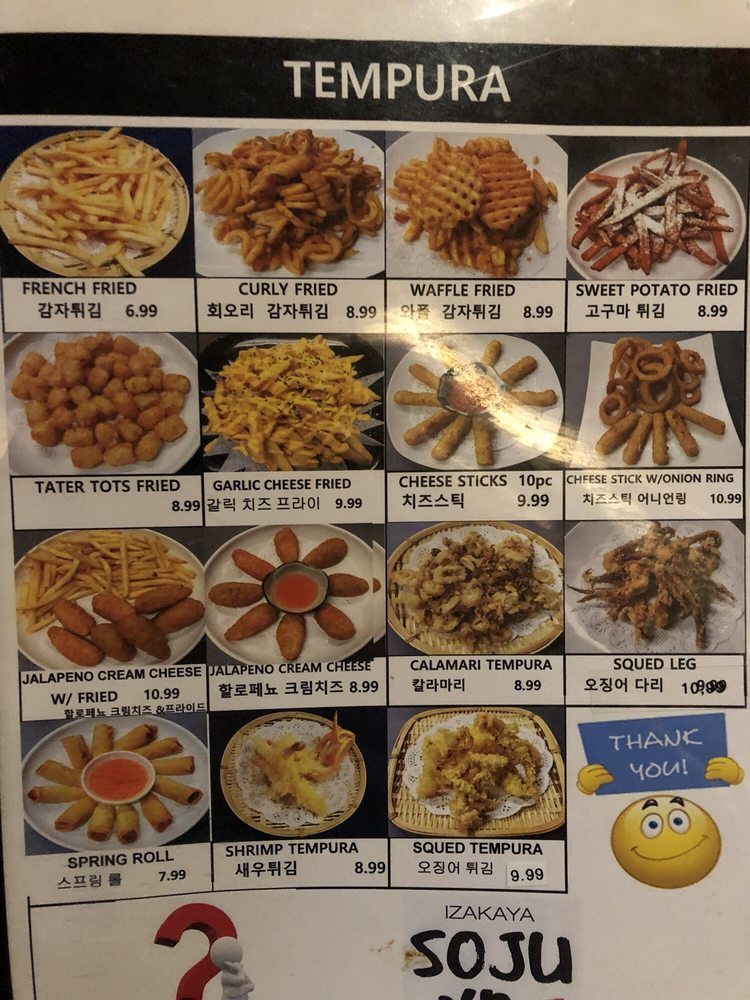 TEMPURA
FRENCH FRIED
감자튀김 6.99
CURLY FRIED
회오리 감자튀김 8.99
WAFFLE FRIED
와플 감자튀김 8.99
SWEET POTATO FRIED
고구마 튀김 8.99
TATER TOTS FRIED
8.99
GARLIC CHEESE FRIED
갈릭 치즈 프라이 9.99
CHEESE STiCKS 10pc
치즈스틱 9.99
CHEESE STICK W/ONION RING
치즈스틱 어니언링 10.99
JALAPENO CREAM CHEESE
W/ FRIED 10.99
할로페뇨 크림치즈 &프라이드
JALAPENO CREAM CHEESE
할로페뇨 크림치즈 8.99
CALAMARI TEMPURA
칼라마리 8.99
SQUED LEG
오징어 다리
SPRING ROLL
스프링 롤 7.99
SHRIMP TEMPURA
새우튀김 8.99
SQUED TEMPURA
오징어 튀김 9.99
THANK
YOU!
?
IZAKAYA
SOJU